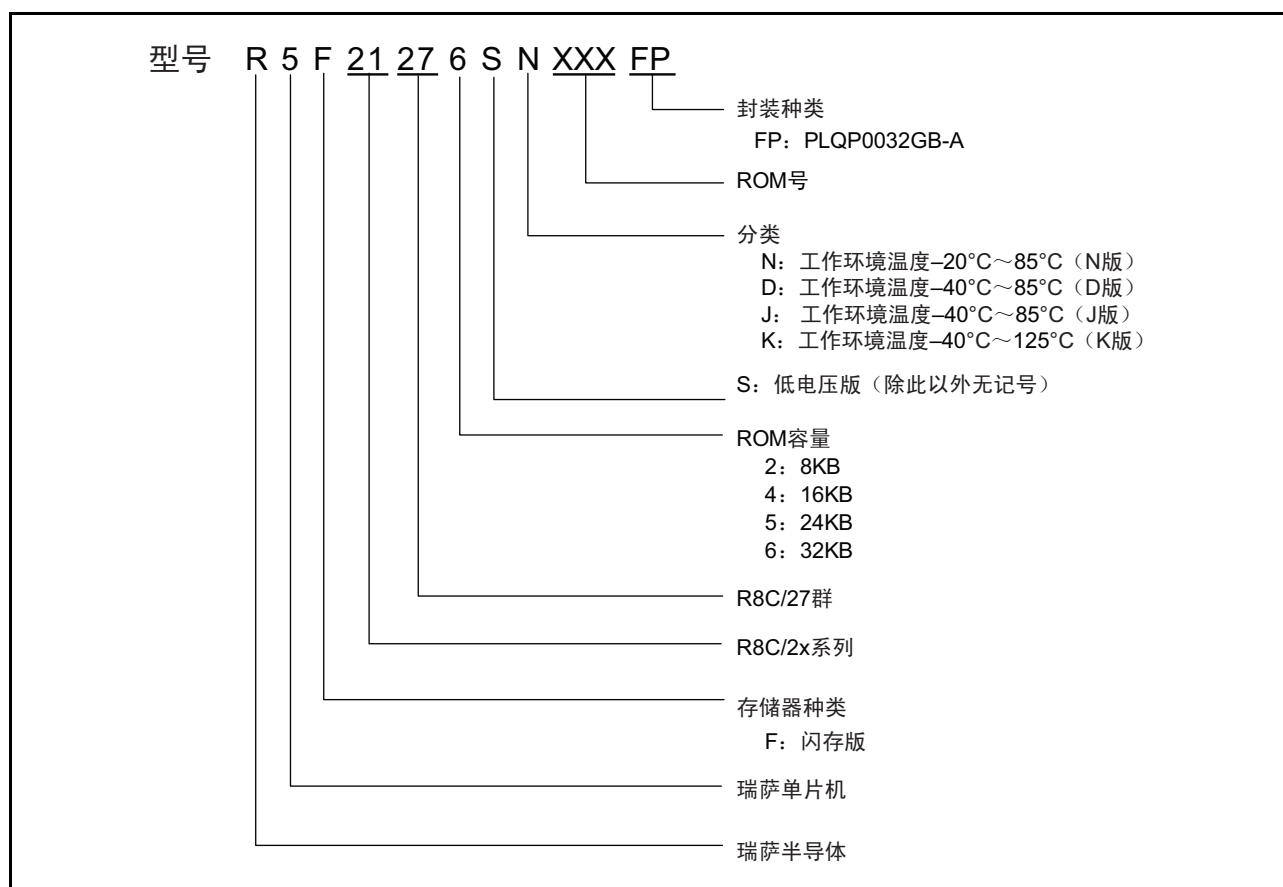 型号 R 5 F 21 27 6 S N XXX FP
封装种类
FP：PLQP0032GB-A
ROM号
分类
N：工作环境温度–20°C～85°C（N版）
D：工作环境温度–40°C～85°C（D版）
J： 工作环境温度–40°C～85°C（J版）
K：工作环境温度–40°C～125°C（K版）
S：低电压版（除此以外无记号）
ROM容量
2：8KB
4：16KB
5：24KB
6：32KB
R8C/27群
R8C/2x系列
存储器种类
F：闪存版
瑞萨单片机
瑞萨半导体